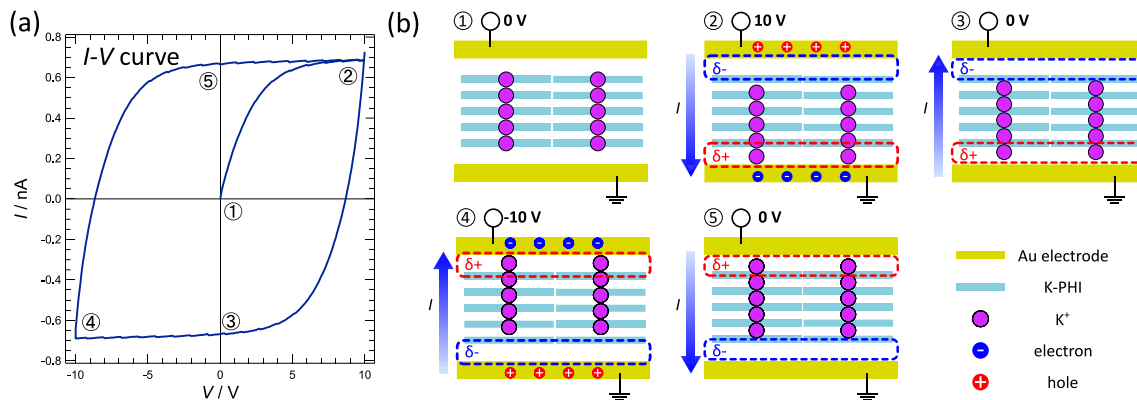 (a)
I-V curve
0.8
0.6
0.4
0.2
0.0
-0.2
-0.4
-0.6
-0.8
I / nA
-10
-5
0
5
10
V / V
①
②
③
④
⑤
(b)
① 0 V
② 10 V
I
δ-
δ+
③ 0 V
I
δ-
δ+
④ -10 V
I
δ+
δ-
⑤ 0 V
I
δ+
δ-
Au electrode
K-PHI
K+
electron
hole